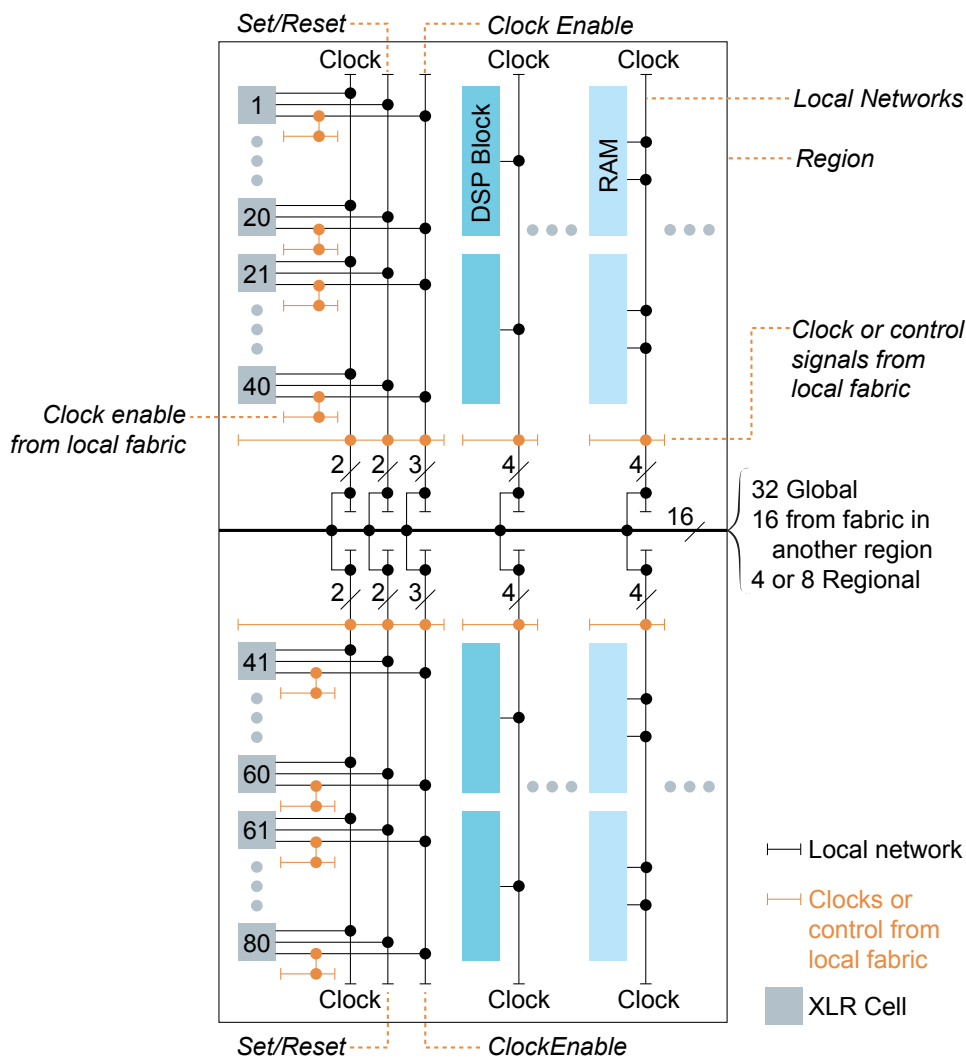 Set/Reset
Clock Enable
Clock
Clock
Clock
1
DSP Block
RAM
Local Networks
Region
20
21
40
Clock or control
signals from
local fabric
Clock enable
from local fabric
2
2
3
4
4
16
32 Global
16 from fabric in
another region
4 or 8 Regional
2
2
3
4
4
41
60
61
80
Local network
Clocks or
control from
local fabric
XLR Cell
Clock
Clock
Clock
Set/Reset
ClockEnable